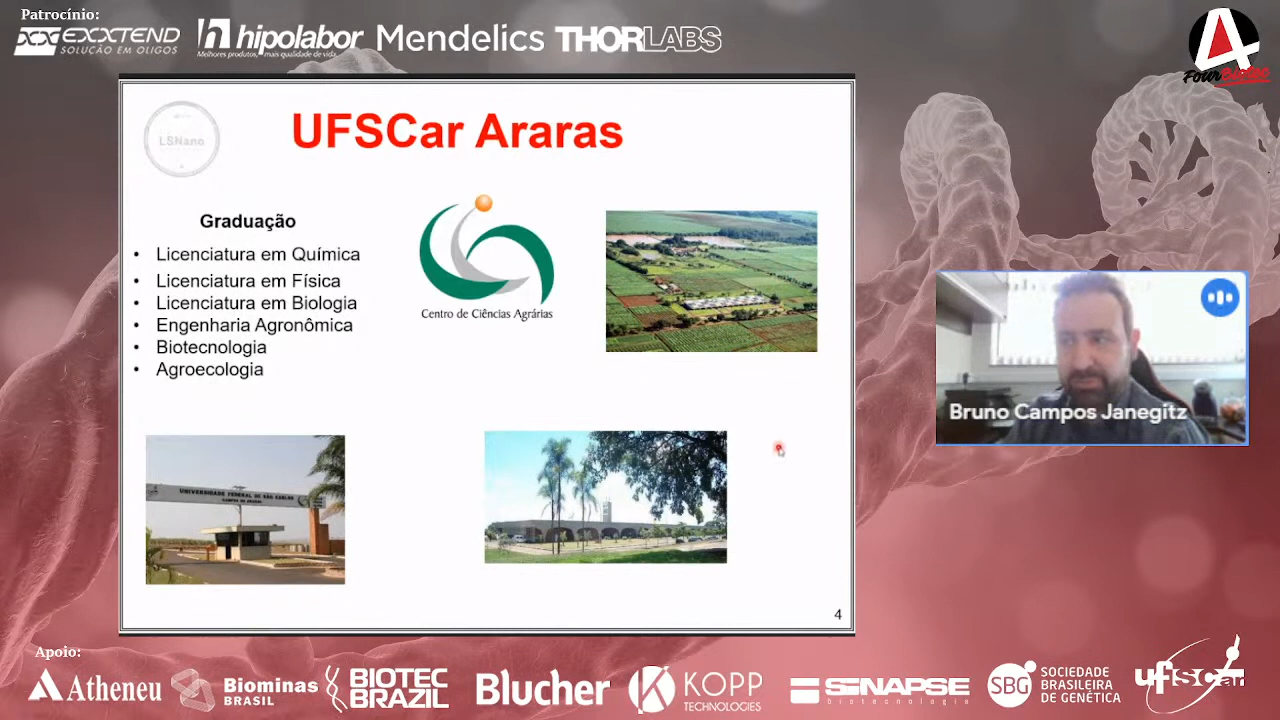 Patrocínio:
EXXTEND
SOLUÇÃO EM OLIGOS
hipolabor
Melhores produtos, mais qualidade de vida.
Mendelics
THORLABS
A
FourBiotec
LSNano
UFSCar Araras
Graduação
• Licenciatura em Química
• Licenciatura em Física
• Licenciatura em Biologia
• Engenharia Agronômica
• Biotecnologia
• Agroecologia
Centro de Ciências Agrárias
UNIVERSIDADE FEDERAL DE SÃO CARLOS
4
Bruno Campos Janegitz
Apoio:
Atheneu
Biominas
BRASIL
BIOTEC
BRAZIL
Blucher
KOPP
TECHNOLOGIES
SINAPSE
biotecnologia
SBG
SOCIEDADE
BRASILEIRA
DE GENÉTICA
ufscar